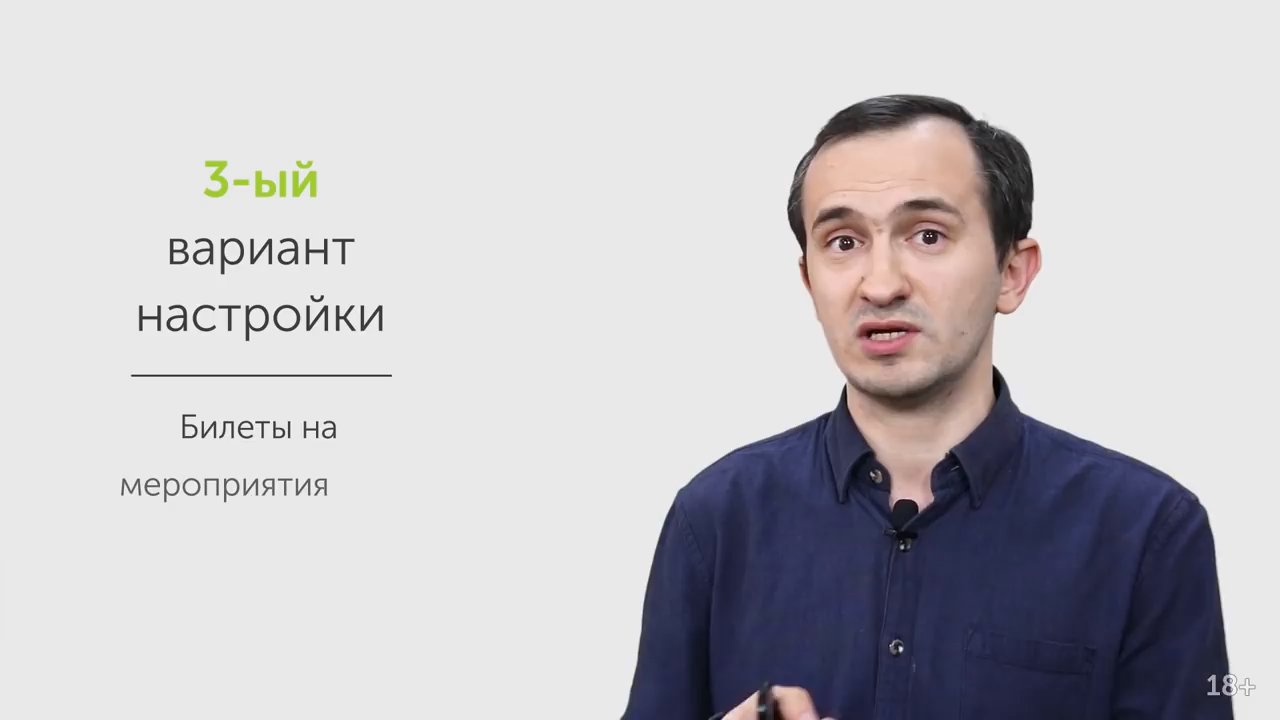 3-ый
вариант
настройки
Билеты на
мероприятия
18+